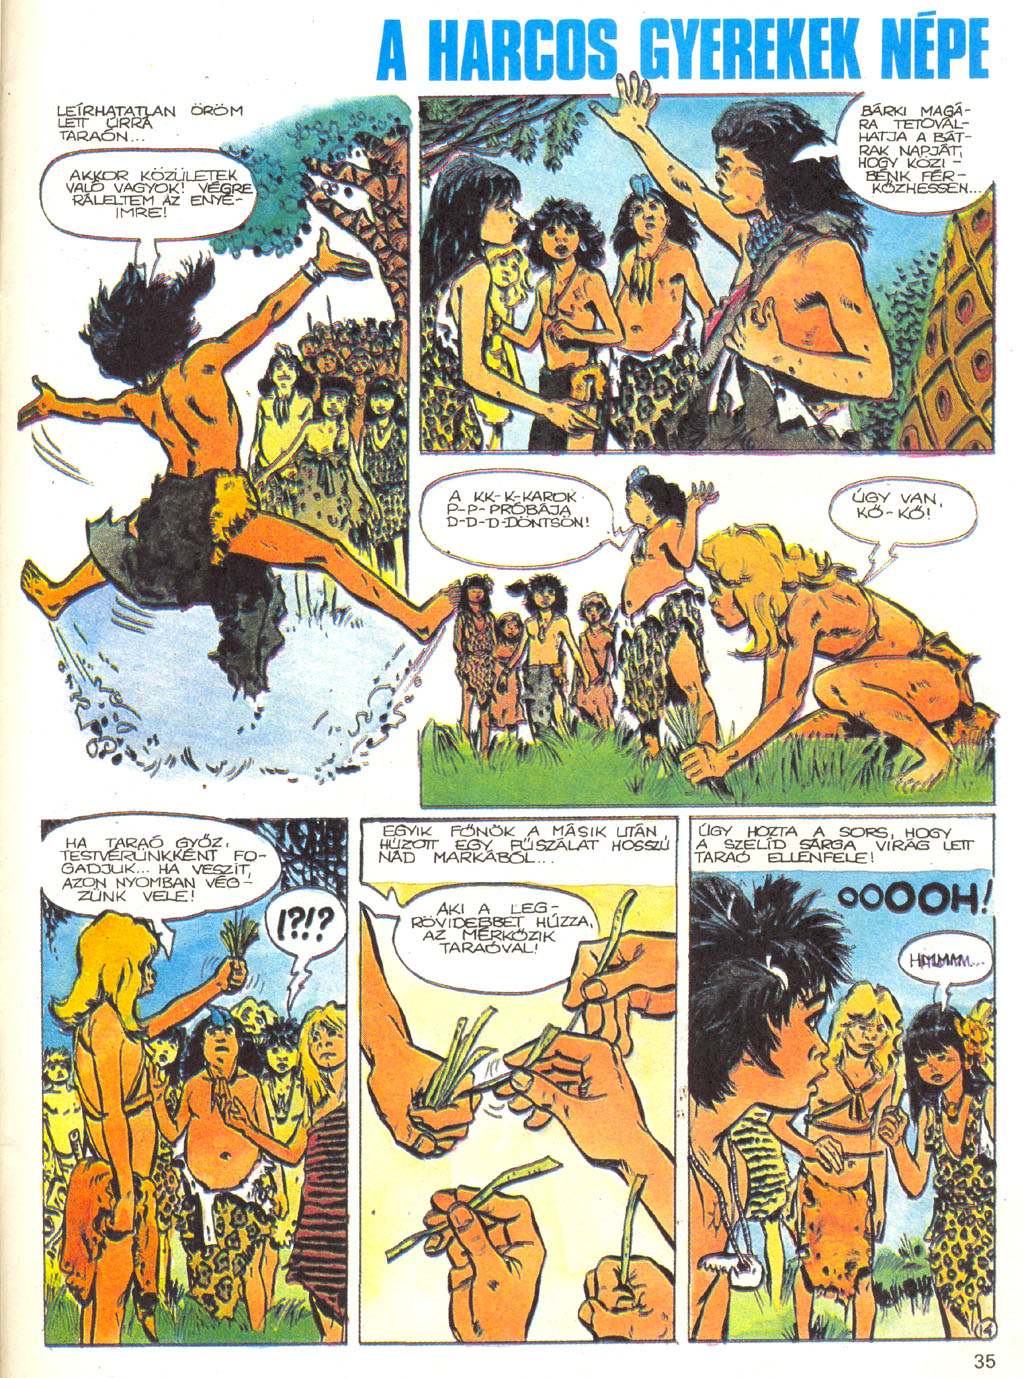 A HARCOS GYEREKEK NÉPE
LEÍRHATATLAN ÖRÖM
LETT ÚRRÁ
TARAÓN...
AKKOR KÖZÜLETEK
VALÓ VAGYOK! VÉGRE
RÁLELTEM AZ ENYÉ-
IMRE!
BÁRKI MAGÁ-
RA TETOVÁL-
HATJA A BÁT-
RAK NAPJÁT,
HOGY KÖZI-
BÉNK FÉR-
KŐZHESSEN...
A KK-K-KAROK
P-P-PRÓBÁJA
D-D-D-DÖNTSÖN!
ÚGY VAN,
KŐ-KŐ!
HA TARAÓ GYŐZ,
TESTVÉRÜNKKÉNT FO-
GADJUK... HA VESZÍT,
AZON NYOMBAN VÉG-
ZÜNK VELE!
!?!?
EGYIK FŐNÖK A MÁSIK UTÁN
HÚZOTT EGY FŰSZÁLAT HOSSZÚ
NÁD MARKÁBÓL...
AKI A LEG-
RÖVIDEBBET HÚZZA,
AZ MÉRKŐZIK
TARAÓVAL!
ÚGY HOZTA A SORS, HOGY
A SZELÍD SÁRGA VIRÁG LETT
TARAÓ ELLENFELE!
OOOOOH!
HMMMM...
14
35